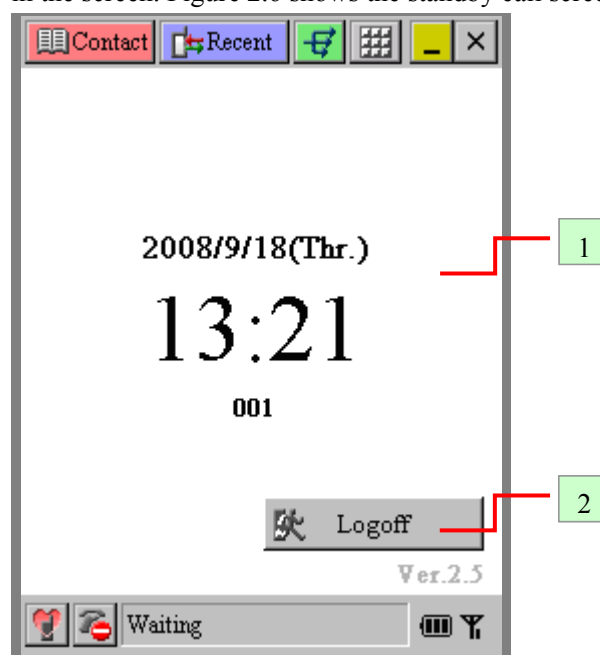 in the screen. Figure 2.6 shows the standby call scree
Contact Recent _ ×
1
2008/9/18(Thr.)
13:21
001
2
Logoff
Ver.2.5
Waiting